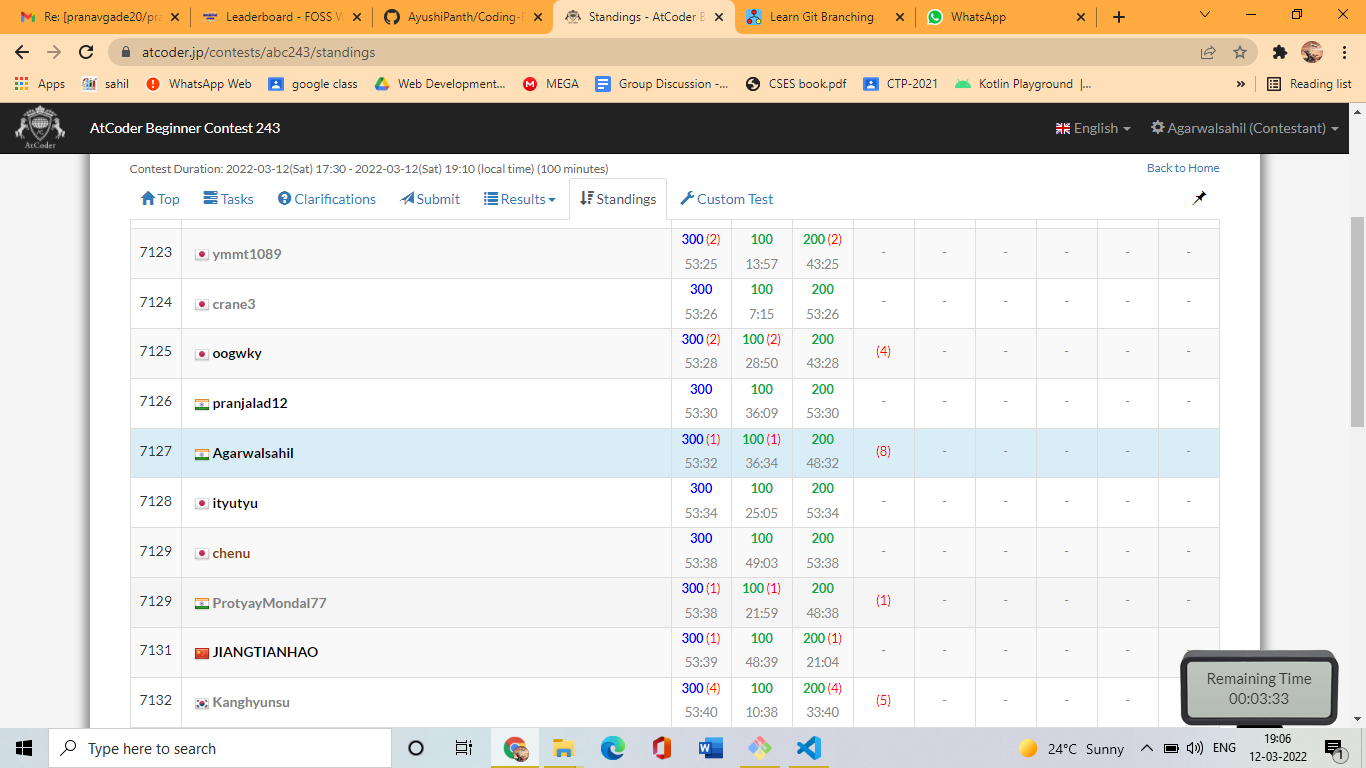 Re: [pranavgade20/pra Leaderboard - FOSS W AyushiPanth/Coding- Standings - AtCoder B Learn Git Branching WhatsApp
atcoder.jp/contests/abc243/standings
Apps sahil WhatsApp Web google class Web Development... MEGA Group Discussion -... CSES book.pdf CTP-2021 Kotlin Playground |... » Reading list
AtCoder AtCoder Beginner Contest 243 English Agarwalsahil (Contestant)
Contest Duration: 2022-03-12(Sat) 17:30 - 2022-03-12(Sat) 19:10 (local time) (100 minutes) Back to Home
Top Tasks Clarifications Submit Results Standings Custom Test
7123 ymmt1089 300 (2) 100 200 (2) - - - - - -
53:25 13:57 43:25
7124 crane3 300 100 200 - - - - - -
53:26 7:15 53:26
7125 oogwky 300 (2) 100 (2) 200 (4) - - - - -
53:28 28:50 43:28
7126 pranjalad12 300 100 200 - - - - - -
53:30 36:09 53:30
7127 Agarwalsahil 300 (1) 100 (1) 200 (8) - - - - -
53:32 36:34 48:32
7128 ityutyu 300 100 200 - - - - - -
53:34 25:05 53:34
7129 chenu 300 100 200 - - - - - -
53:38 49:03 53:38
7129 ProtyayMondal77 300 (1) 100 (1) 200 (1) - - - - -
53:38 21:59 48:38
7131 JIANGTIANHAO 300 (1) 100 200 (1) - - - - -
53:39 48:39 21:04
7132 Kanghyunsu 300 (4) 100 200 (4) (5) - - - -
53:40 10:38 33:40
Remaining Time
00:03:33
Type here to search 24°C Sunny ENG 19:06
12-03-2022 1